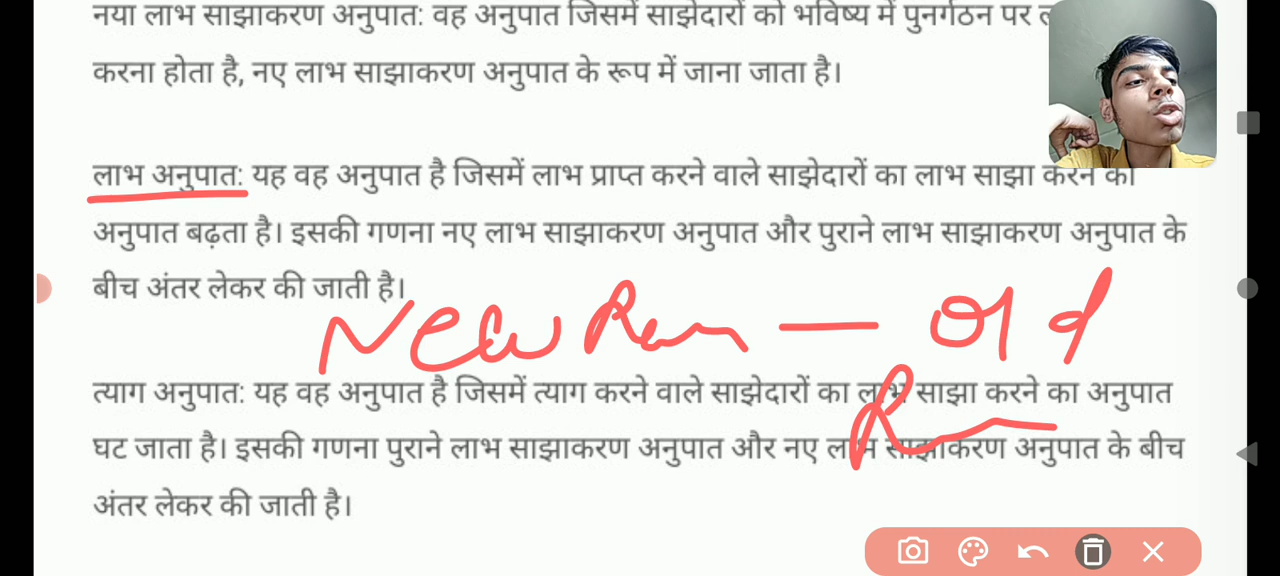 नया लाभ साझाकरण अनुपात: वह अनुपात जिसमें साझेदारों को भविष्य में पुनर्गठन पर
करना होता है, नए लाभ साझाकरण अनुपात के रूप में जाना जाता है।
लाभ अनुपात: यह वह अनुपात है जिसमें लाभ प्राप्त करने वाले साझेदारों का लाभ साझा करने का
अनुपात बढ़ता है। इसकी गणना नए लाभ साझाकरण अनुपात और पुराने लाभ साझाकरण अनुपात के
बीच अंतर लेकर की जाती है।
New — old
त्याग अनुपात: यह वह अनुपात है जिसमें त्याग करने वाले साझेदारों का लाभ साझा करने का अनुपात
घट जाता है। इसकी गणना पुराने लाभ साझाकरण अनुपात और नए लाभ साझाकरण अनुपात के बीच
अंतर लेकर की जाती है।